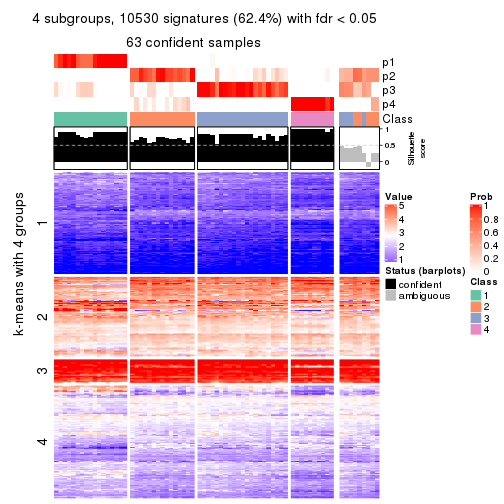 4 subgroups, 10530 signatures (62.4%) with fdr < 0.05
63 confident samples
p1
p2
p3
p4
Class
1
0.5
0
Silhouette
score
k-means with 4 groups
1
2
3
4
Value
5
4
3
2
1
Prob
1
0.8
0.6
0.4
0.2
0
Status (barplots)
confident
ambiguous
Class
1
2
3
4